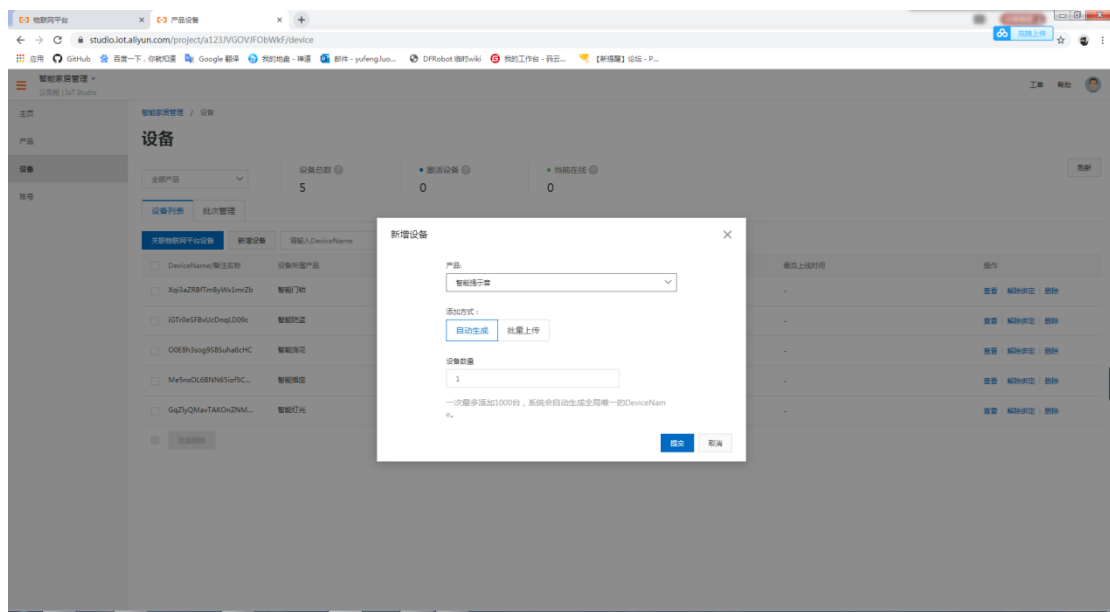 物联网平台 × 产品设备 × +
拖拽上传
studio.iot.aliyun.com/project/a123JVGOVJFObWkF/device
应用 GitHub 百度一下,你就知道 Google 翻译 我的地盘 - 禅道 邮件 - yufeng.luo... DFRobot 临时wiki 我的工作台 - 码云... 【新提醒】论坛 - P...
智能家居管理
公共版 | IoT Studio
工单 帮助
主页
产品
设备
账号
智能家居管理 / 设备
设备
全部产品
设备总数
5
激活设备
0
当前在线
0
刷新
设备列表 批次管理
关联物联网平台设备 新增设备 请输入DeviceName
DeviceName/备注名称 设备所属产品 最后上线时间 操作
智能门锁 - 查看 解除绑定 删除
iGTr0eSFBvUcDnqLD09c 智能防盗 - 查看 解除绑定 删除
O0EBh3sog9S8Suha6cHC 智能浇花 - 查看 解除绑定 删除
Me5nxOL6BNN65iof5C... 智能插座 - 查看 解除绑定 删除
GqZlyQMavTAKOnZNM... 智能灯光 - 查看 解除绑定 删除
批量删除
新增设备
产品:
智能提示音
添加方式:
自动生成 批量上传
设备数量
1
一次最多添加1000台,系统会自动生成全局唯一的DeviceNam
e。
提交 取消